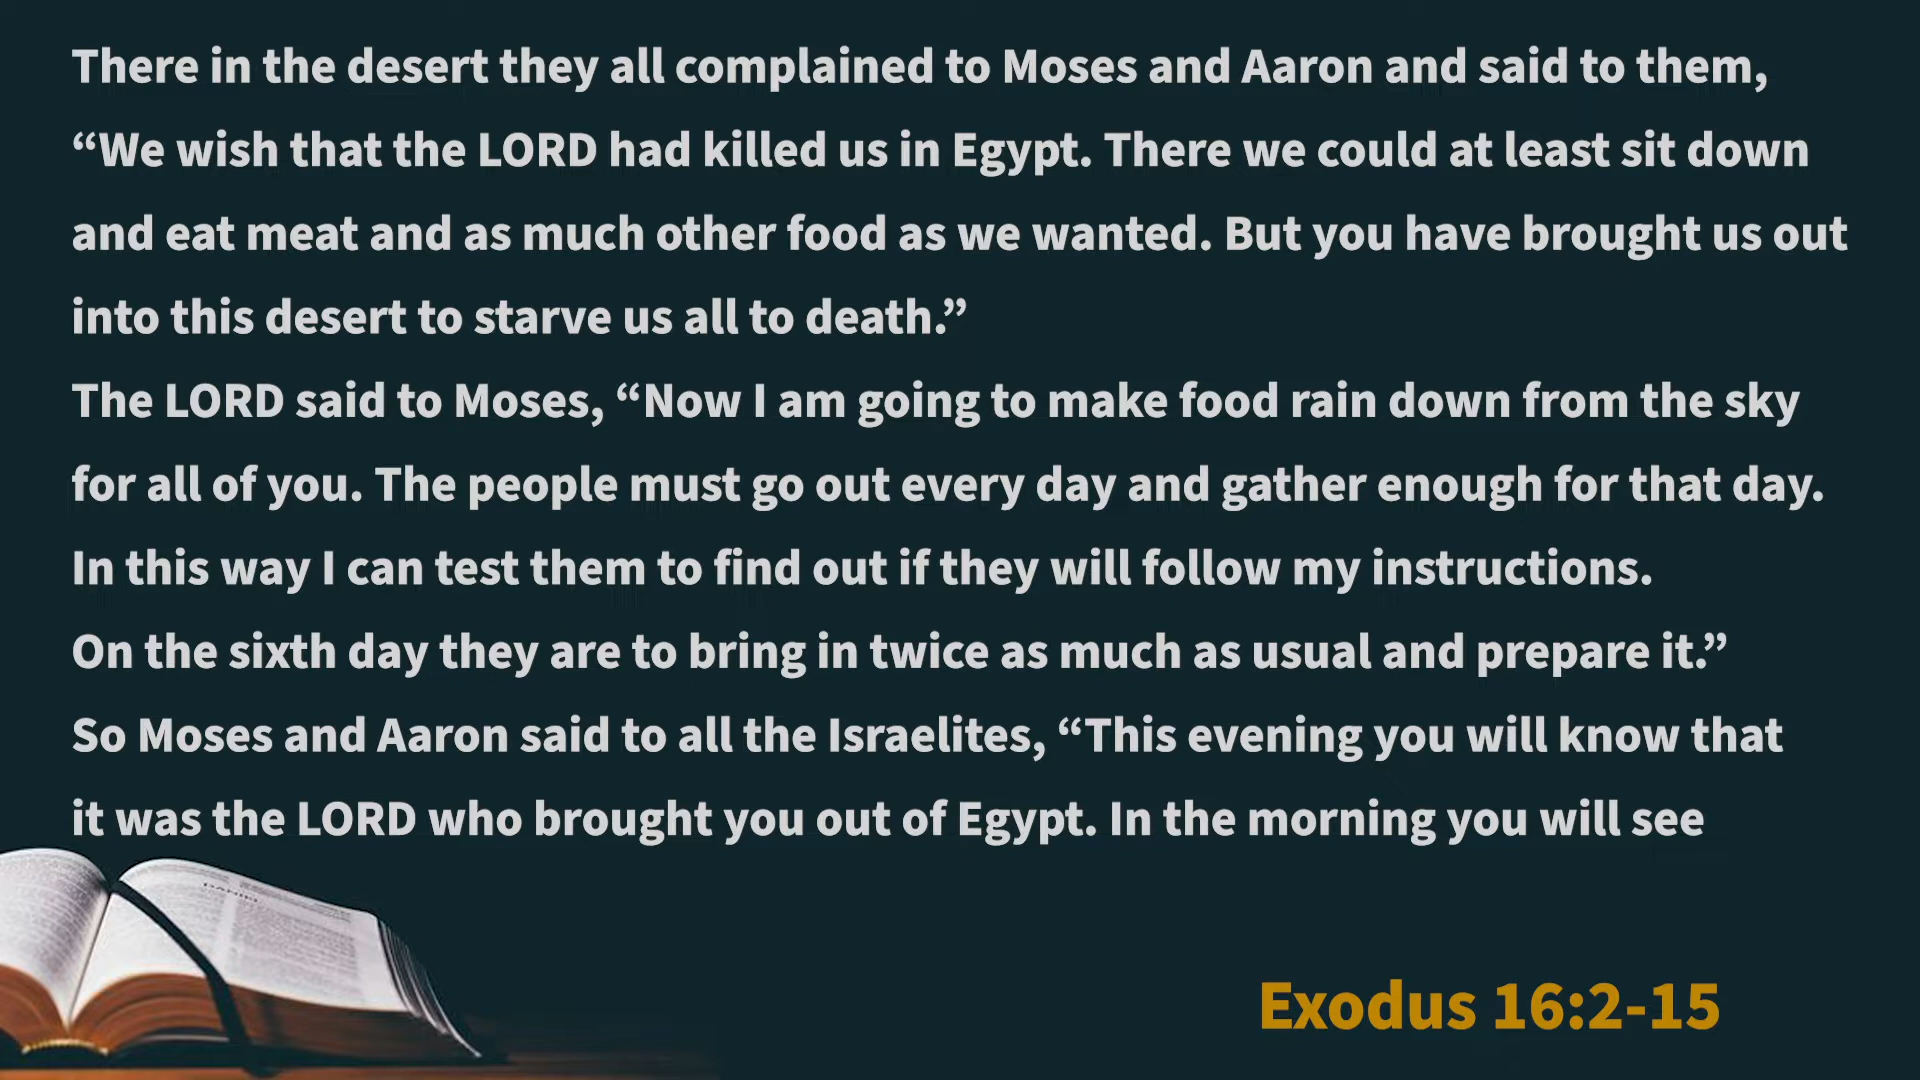 There in the desert they all complained to Moses and Aaron and said to them,
“We wish that the LORD had killed us in Egypt. There we could at least sit down
and eat meat and as much other food as we wanted. But you have brought us out
into this desert to starve us all to death.”
The LORD said to Moses, “Now I am going to make food rain down from the sky
for all of you. The people must go out every day and gather enough for that day.
In this way I can test them to find out if they will follow my instructions.
On the sixth day they are to bring in twice as much as usual and prepare it.”
So Moses and Aaron said to all the Israelites, “This evening you will know that
it was the LORD who brought you out of Egypt. In the morning you will see
Exodus 16:2-15